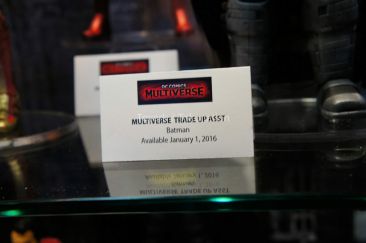 DC COMICS
MULTIVERSE
MULTIVERSE TRADE UP ASST
Batman
Available January 1, 2016